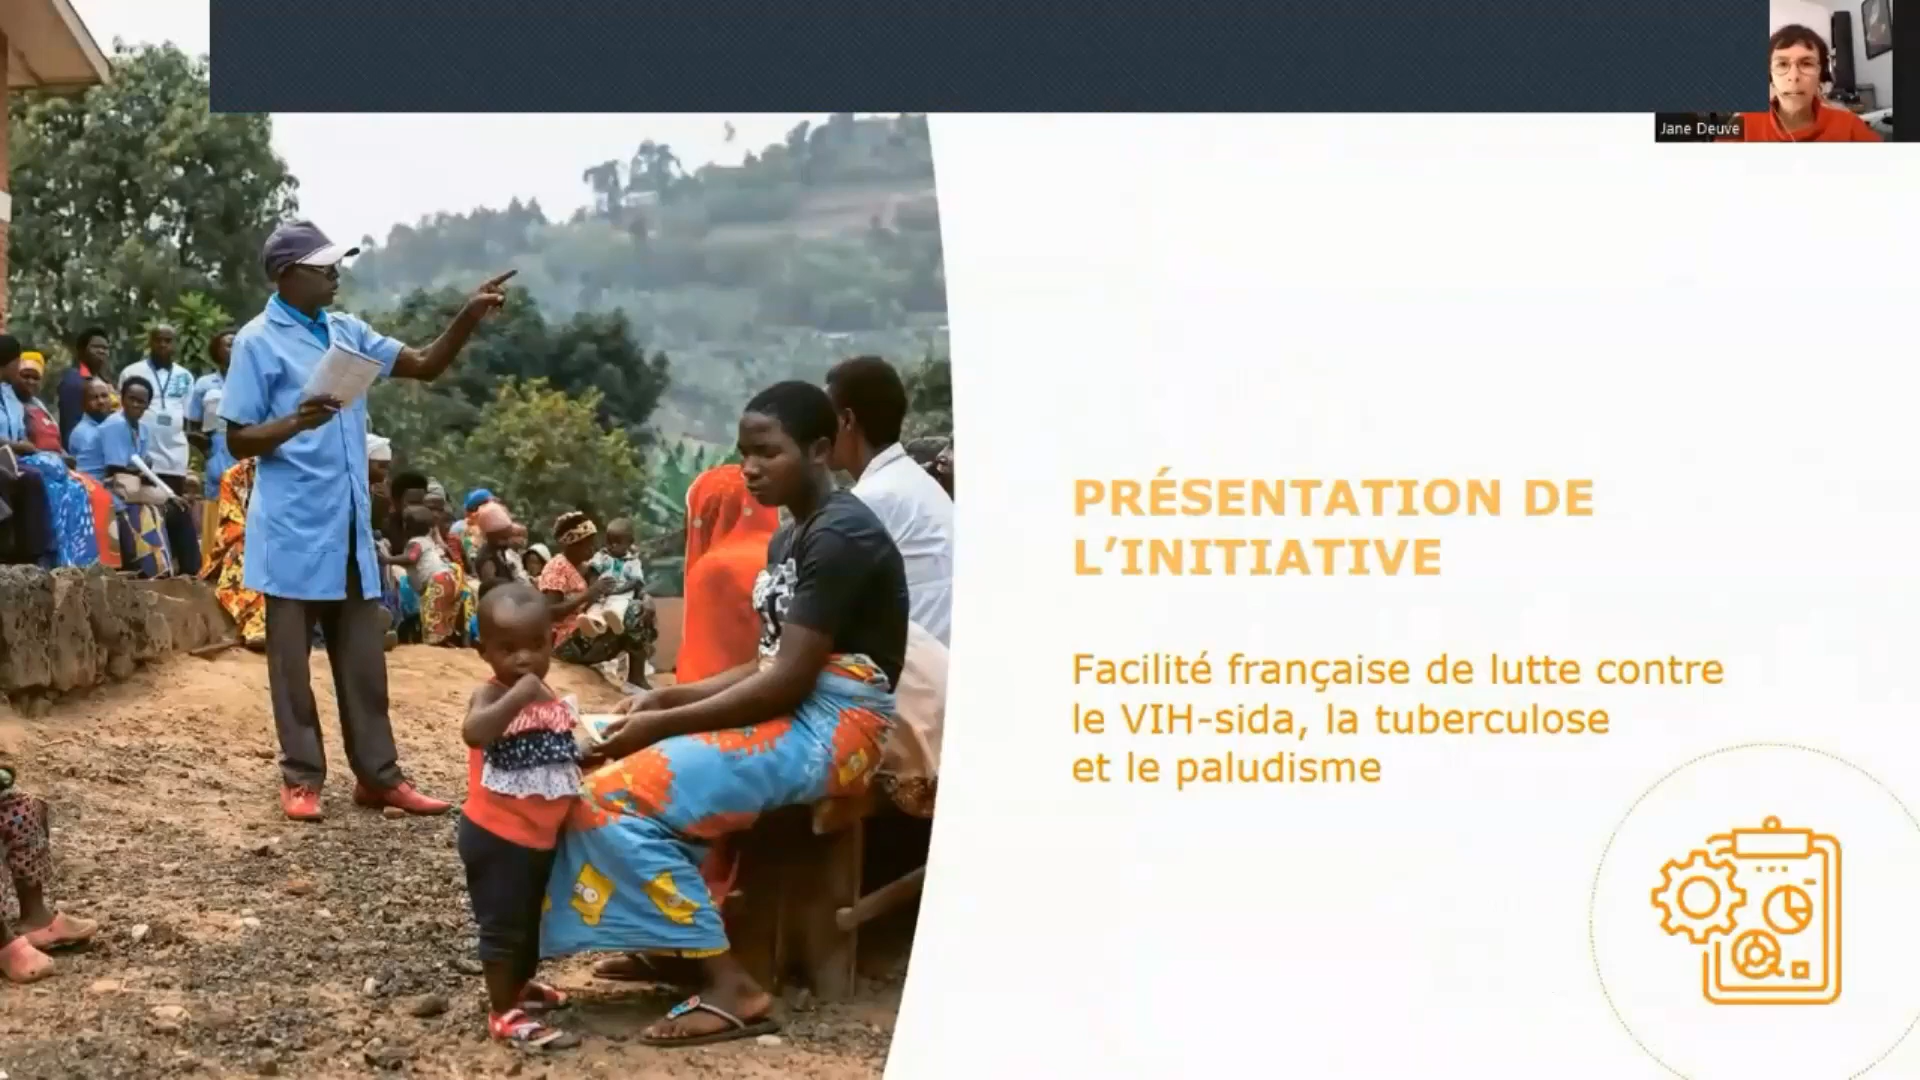 Jane Deuve
PRÉSENTATION DE
L’INITIATIVE
Facilité française de lutte contre
le VIH-sida, la tuberculose
et le paludisme